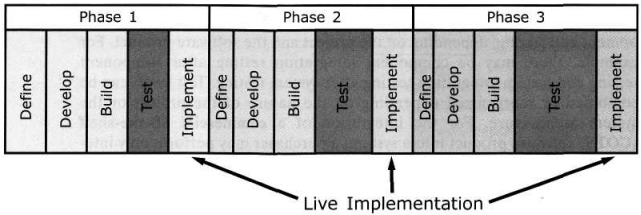 Phase 1 Phase 2 Phase 3
Define Develop Build Test Implement Define Develop Build Test Implement Define Develop Build Test Implement
Live Implementation